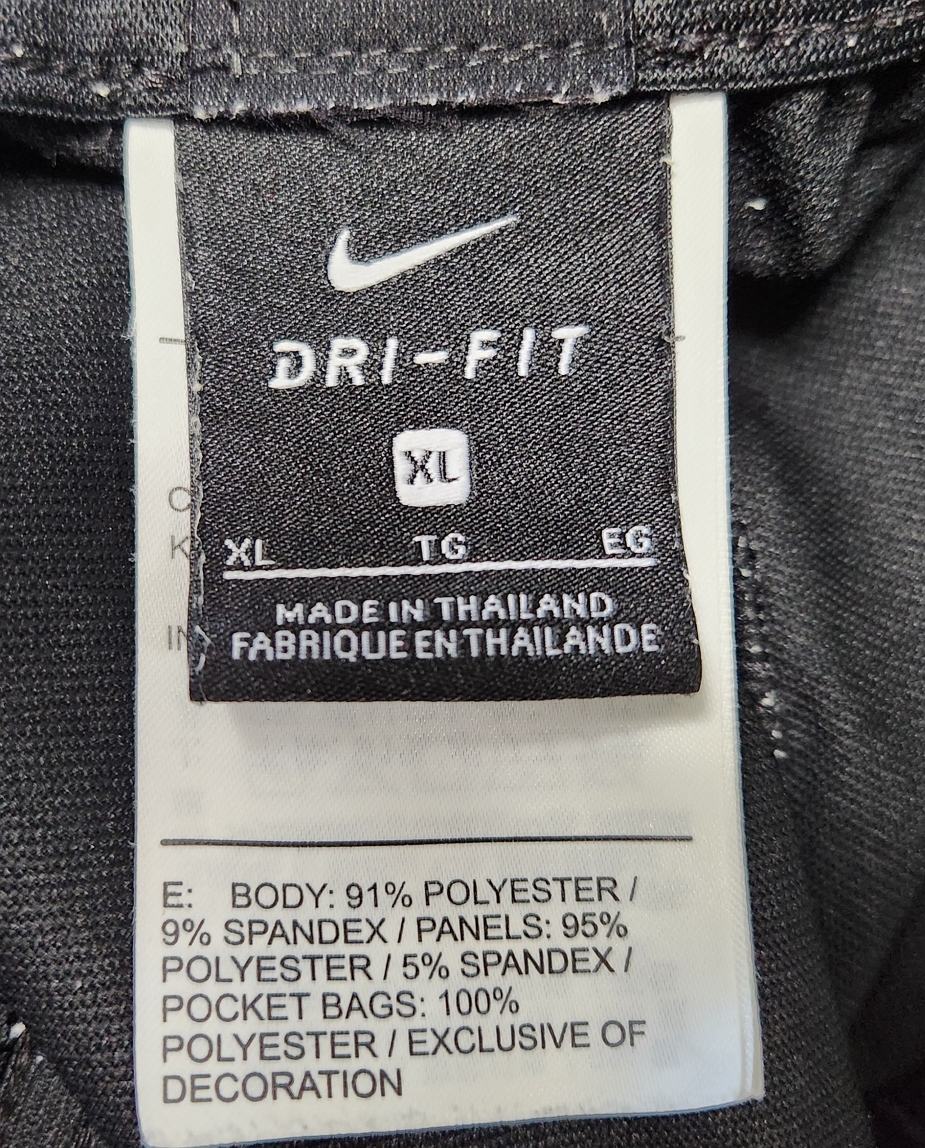 DRI-FIT
XL
XL TG EG
MADE IN THAILAND
FABRIQUE EN THAILANDE
E: BODY: 91% POLYESTER /
9% SPANDEX / PANELS: 95%
POLYESTER / 5% SPANDEX /
POCKET BAGS: 100%
POLYESTER / EXCLUSIVE OF
DECORATION